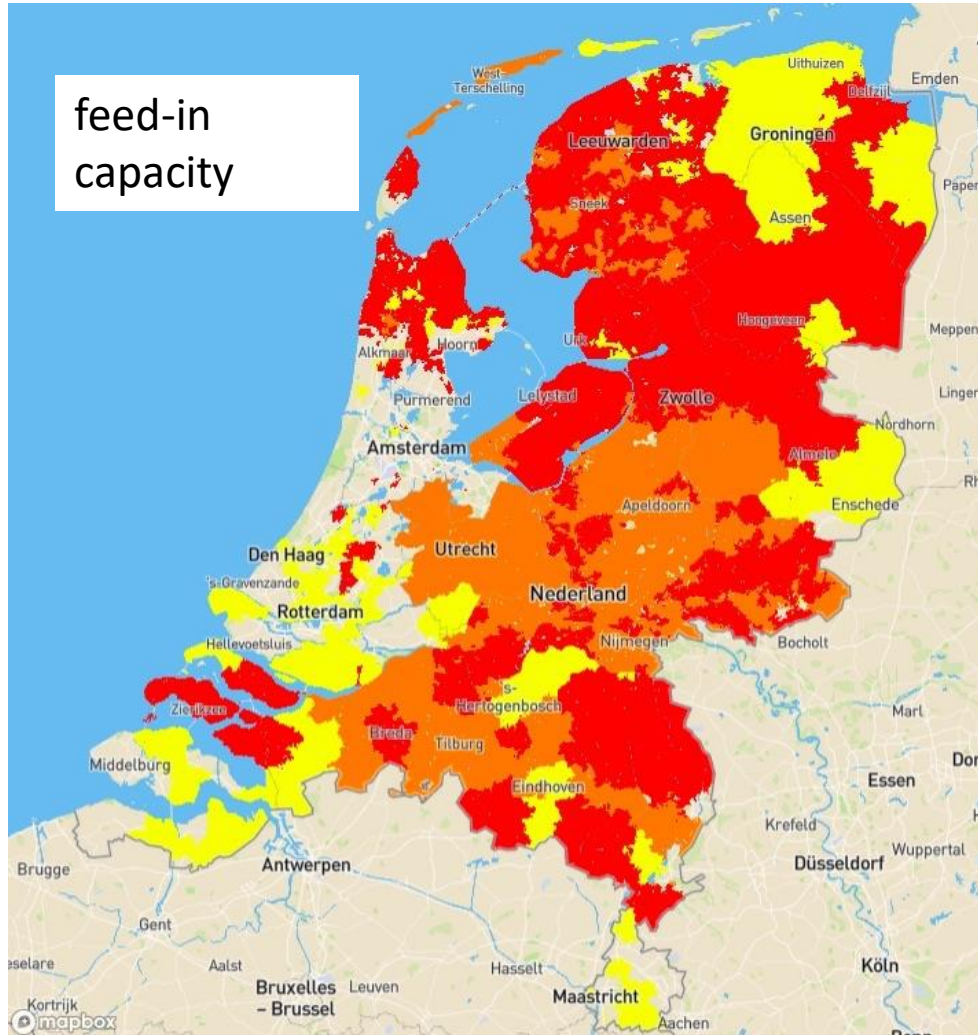 feed-in
capacity
West-
Terschelling
Uithuizen
Emden
Delfzijl
Leeuwarden
Groningen
Sneek
Assen
Hoogeveen
Meppen
Alkmaar
Hoorn
Urk
Lingen
Purmerend
Lelystad
Zwolle
Nordhorn
Amsterdam
Almelo
Enschede
Apeldoorn
Utrecht
Den Haag
's-Gravenzande
Nederland
Rotterdam
Hellevoetsluis
Nijmegen
Bocholt
Zierikzee
's-
Hertogenbosch
Marl
Breda
Tilburg
Middelburg
Eindhoven
Essen
Krefeld
Wuppertal
Brugge
Antwerpen
Düsseldorf
Gent
Köln
Aalst
Hasselt
Bruxelles
– Brussel
Leuven
Maastricht
Kortrijk
Aachen
mapbox